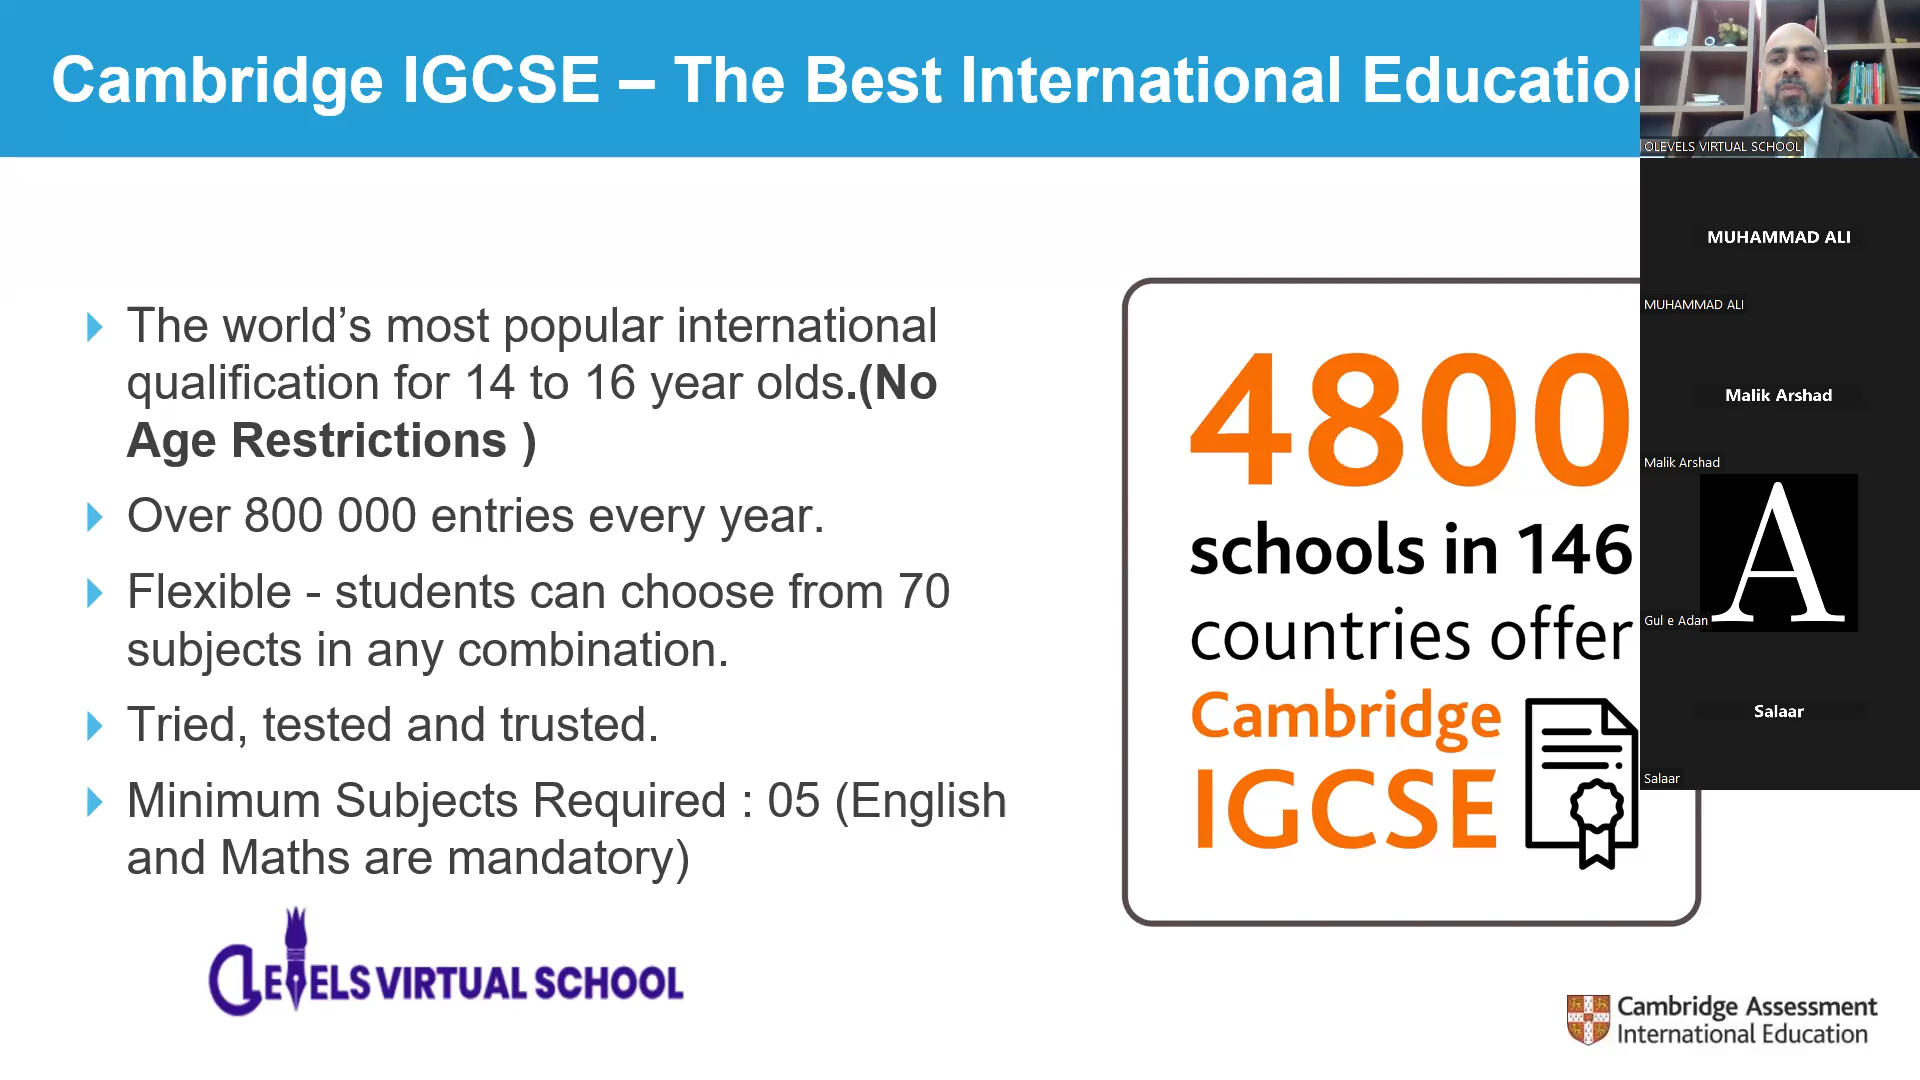 Cambridge IGCSE – The Best International Education
The world’s most popular international
qualification for 14 to 16 year olds.(No
Age Restrictions )
Over 800 000 entries every year.
Flexible - students can choose from 70
subjects in any combination.
Tried, tested and trusted.
Minimum Subjects Required : 05 (English
and Maths are mandatory)
OLEVELS VIRTUAL SCHOOL
4800
schools in 146
countries offer
Cambridge
IGCSE
Cambridge Assessment
International Education
OLEVELS VIRTUAL SCHOOL
MUHAMMAD ALI
MUHAMMAD ALI
Malik Arshad
Malik Arshad
A
Gul e Adan
Salaar
Salaar